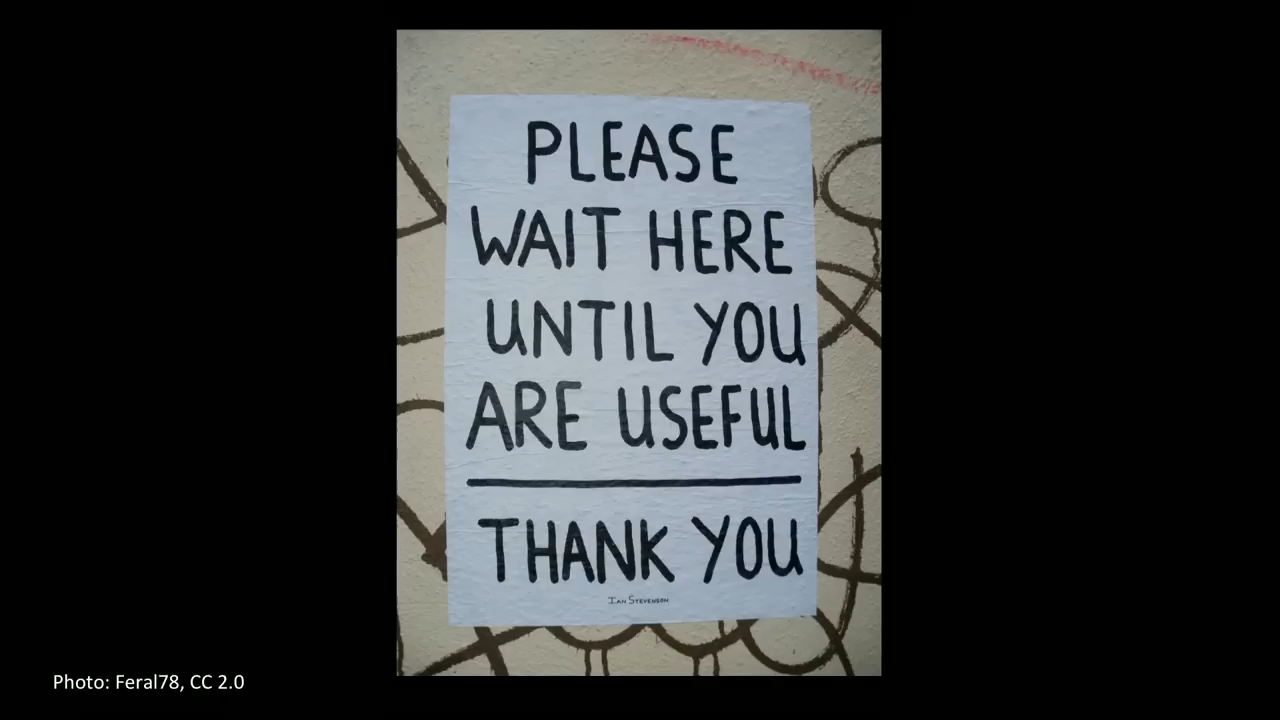 PLEASE
WAIT HERE
UNTIL YOU
ARE USEFUL
THANK YOU
IAN STEVENSON
Photo: Feral78, CC 2.0